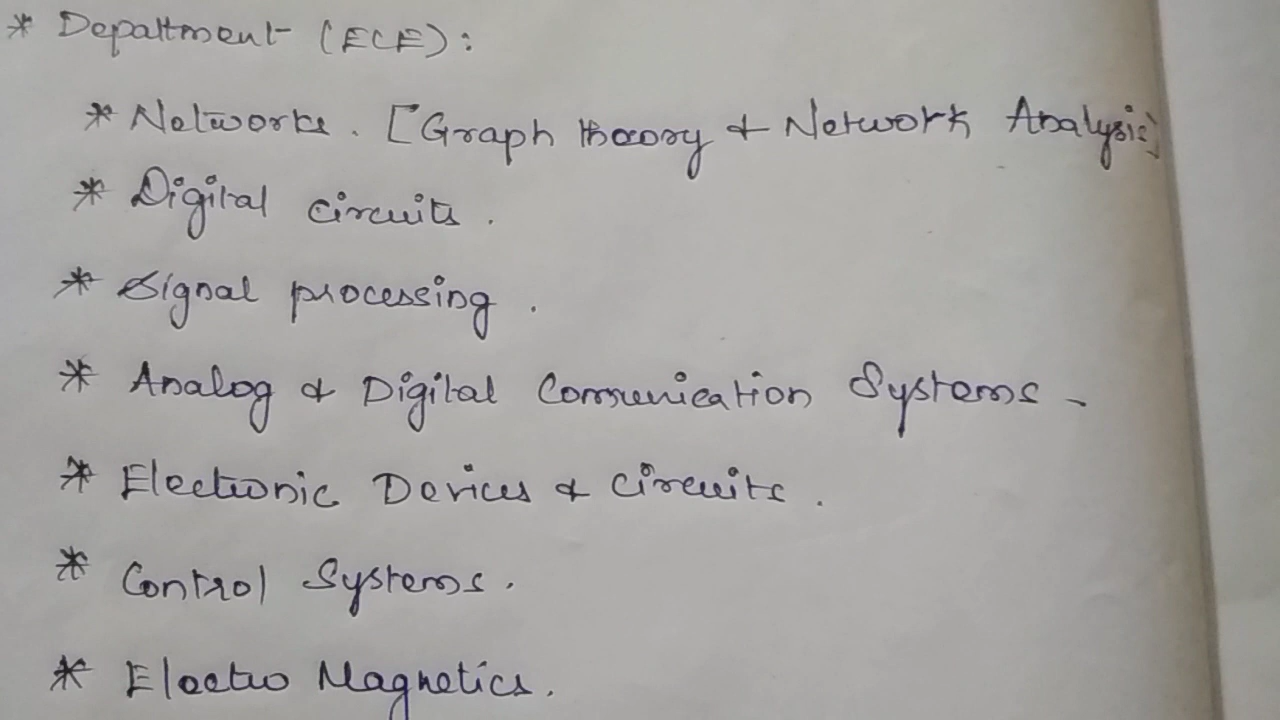 * Department (ECE):
* Networks. [Graph theory & Network Analysis]
* Digital circuits.
* Signal processing.
* Analog & Digital Communication Systems.
* Electronic Devices & Circuits.
* Control Systems.
* Electro Magnetics.